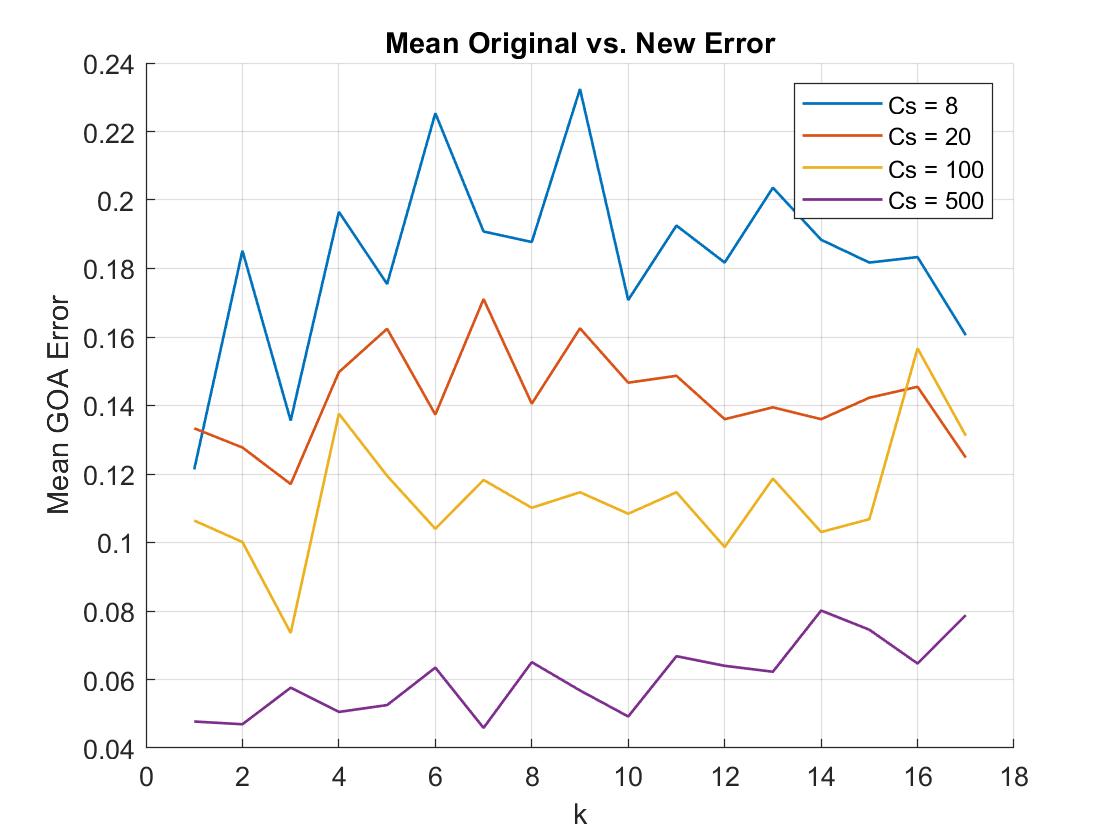 Mean Original vs. New Error
0.24
0.22
0.2
0.18
0.16
0.14
0.12
0.1
0.08
0.06
0.04
Mean GOA Error
Cs = 8
Cs = 20
Cs = 100
Cs = 500
0 2 4 6 8 10 12 14 16 18
k